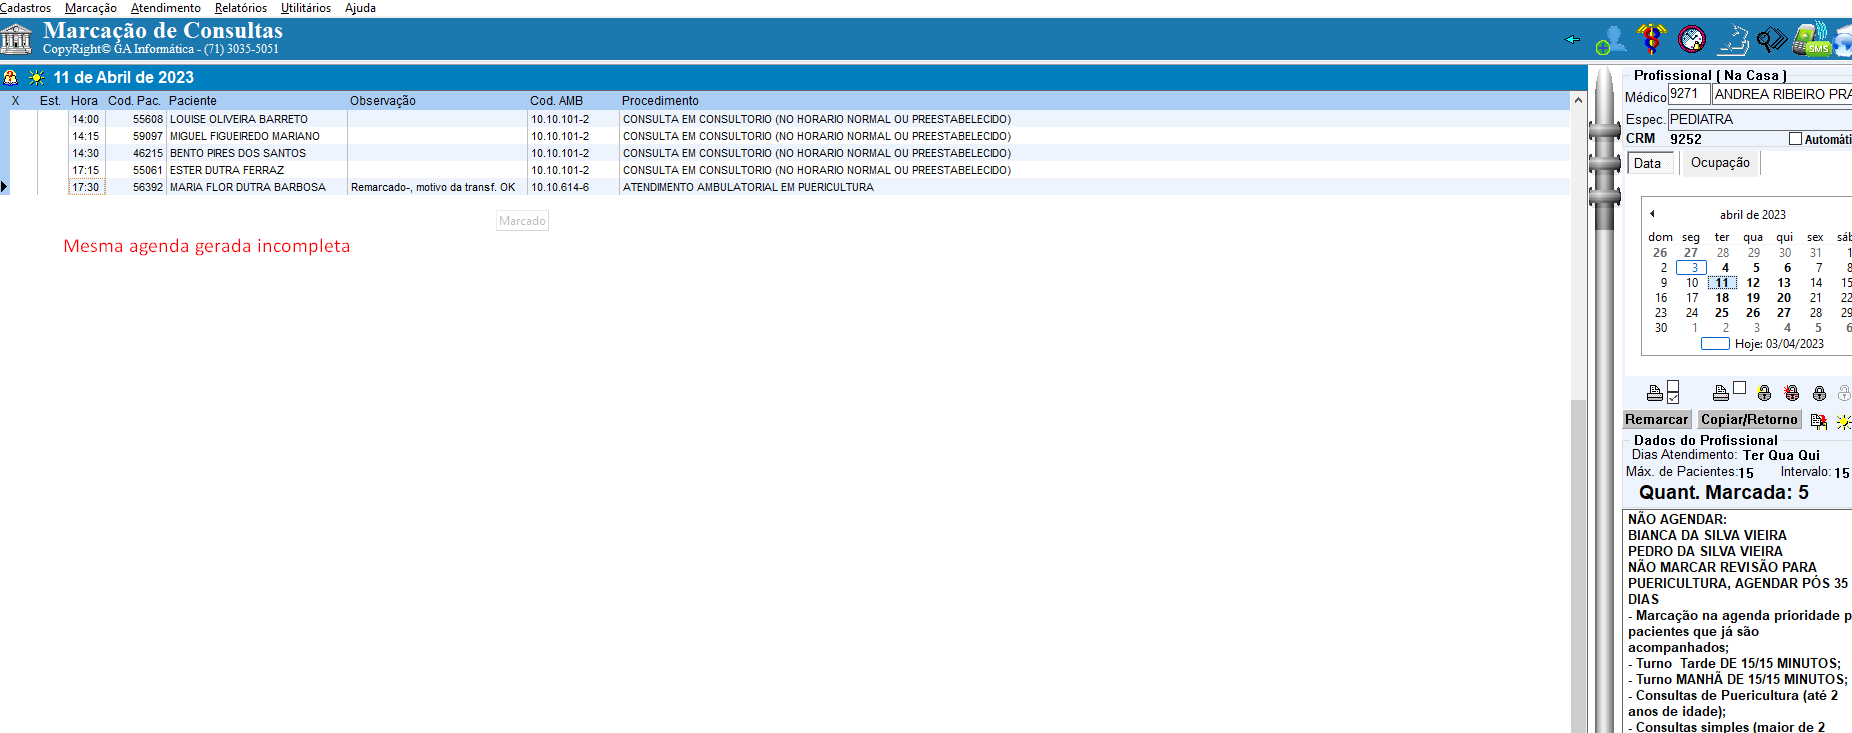 Cadastros Marcação Atendimento Relatórios Utilitários Ajuda
Marcação de Consultas
CopyRight© GA Informática - (71) 3035-5051
SMS
11 de Abril de 2023
X Est. Hora Cod. Pac. Paciente Observação Cod. AMB Procedimento
14:00 55608 LOUISE OLIVEIRA BARRETO 10.10.101-2 CONSULTA EM CONSULTORIO (NO HORARIO NORMAL OU PREESTABELECIDO)
14:15 59097 MIGUEL FIGUEIREDO MARIANO 10.10.101-2 CONSULTA EM CONSULTORIO (NO HORARIO NORMAL OU PREESTABELECIDO)
14:30 46215 BENTO PIRES DOS SANTOS 10.10.101-2 CONSULTA EM CONSULTORIO (NO HORARIO NORMAL OU PREESTABELECIDO)
17:15 55061 ESTER DUTRA FERRAZ 10.10.101-2 CONSULTA EM CONSULTORIO (NO HORARIO NORMAL OU PREESTABELECIDO)
17:30 56392 MARIA FLOR DUTRA BARBOSA Remarcado-, motivo da transf. OK 10.10.614-6 ATENDIMENTO AMBULATORIAL EM PUERICULTURA
Marcado
Mesma agenda gerada incompleta
Profissional ( Na Casa )
Médico 9271 ANDREA RIBEIRO PRA
Espec. PEDIATRA
CRM 9252 Automáti
Data Ocupação
abril de 2023
dom seg ter qua qui sex sáb
26 27 28 29 30 31 1
2 3 4 5 6 7 8
9 10 11 12 13 14 15
16 17 18 19 20 21 22
23 24 25 26 27 28 29
30 1 2 3 4 5 6
Hoje: 03/04/2023
Remarcar Copiar/Retorno
Dados do Profissional
Dias Atendimento: Ter Qua Qui
Máx. de Pacientes: 15 Intervalo: 15
Quant. Marcada: 5
NÃO AGENDAR:
BIANCA DA SILVA VIEIRA
PEDRO DA SILVA VIEIRA
NÃO MARCAR REVISÃO PARA
PUERICULTURA, AGENDAR PÓS 35
DIAS
- Marcação na agenda prioridade p
pacientes que já são
acompanhados;
- Turno Tarde DE 15/15 MINUTOS;
- Turno MANHÃ DE 15/15 MINUTOS;
- Consultas de Puericultura (até 2
anos de idade);
- Consultas simples (maior de 2